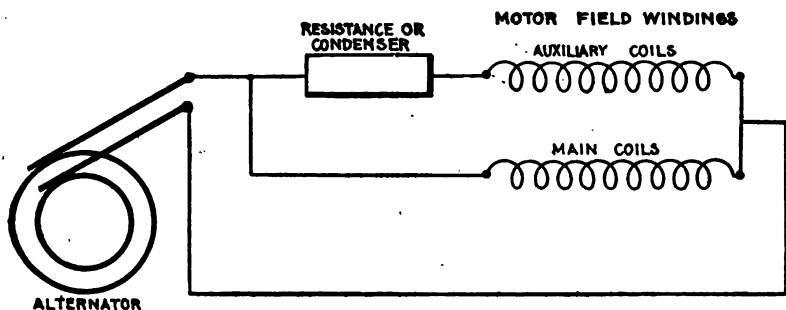 MOTOR FIELD WINDINGS
RESISTANCE OR
CONDENSER
AUXILIARY COILS
MAIN COILS
ALTERNATOR